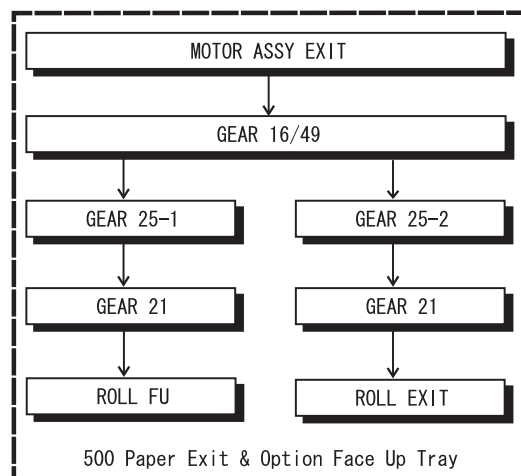 MOTOR ASSY EXIT
GEAR 16/49
GEAR 25-1
GEAR 25-2
GEAR 21
GEAR 21
ROLL FU
ROLL EXIT
500 Paper Exit & Option Face Up Tray